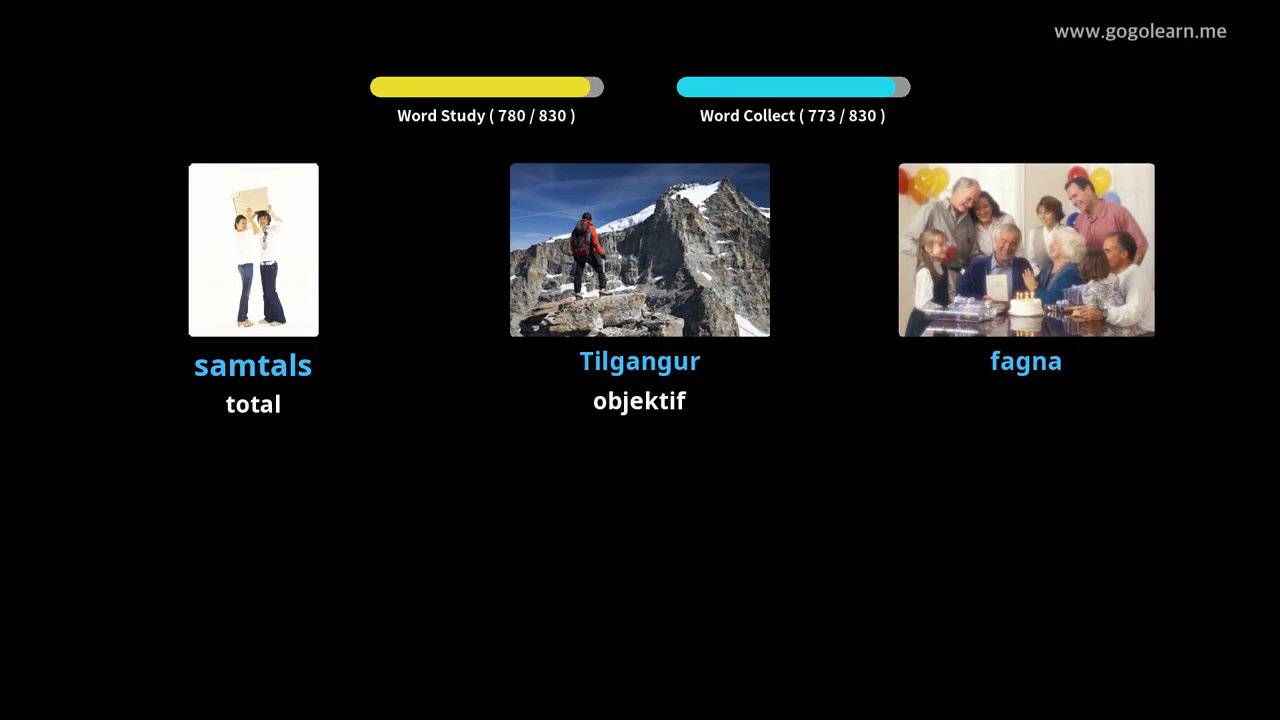 www.gogolearn.me
Word Study ( 780 / 830 )
Word Collect ( 773 / 830 )
samtals
total
Tilgangur
objektif
fagna